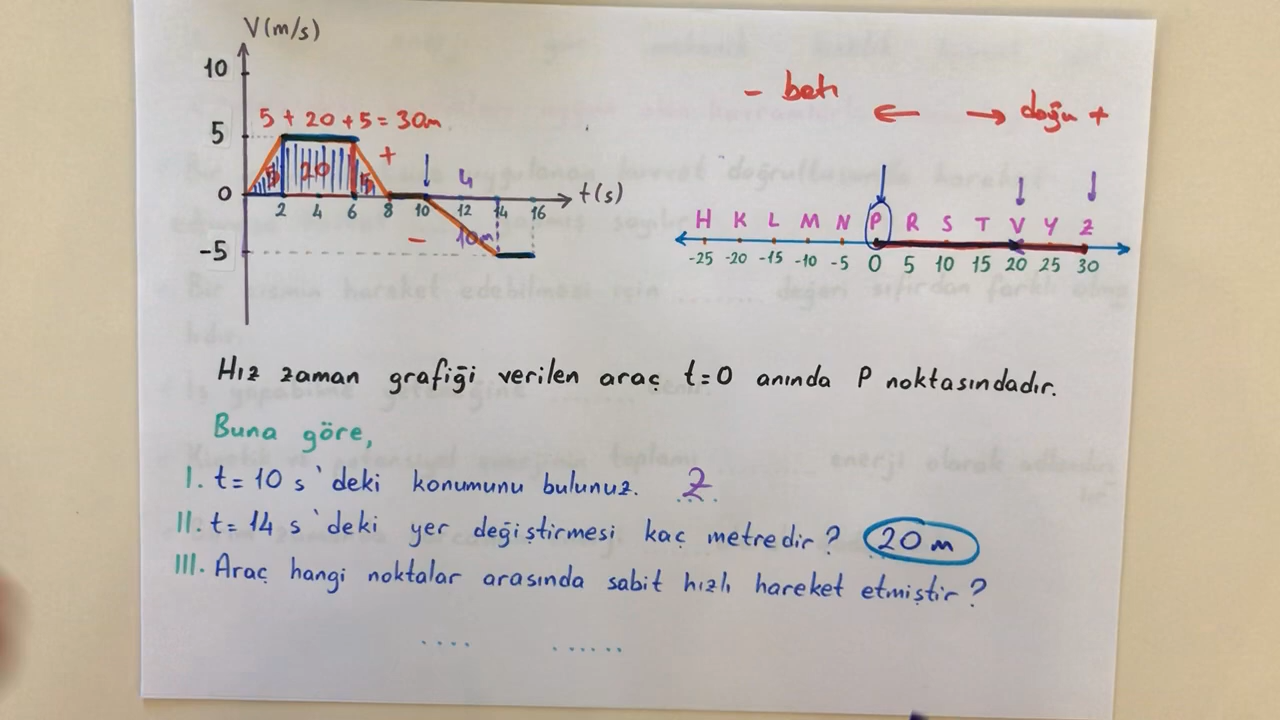 V(m/s)
10
5 + 20 + 5 = 30m
5
5 20 5 +
0
2 4 6 8 10 12 14 16
t(s)
4
- 10m
-5
- batı
← → doğu +
H K L M N P R S T V Y Z
-25 -20 -15 -10 -5 0 5 10 15 20 25 30
Hız zaman grafiği verilen araç t=0 anında P noktasındadır.
Buna göre,
I. t= 10 s 'deki konumunu bulunuz. Z
II. t= 14 s 'deki yer değiştirmesi kaç metredir? 20 m
III. Araç hangi noktalar arasında sabit hızlı hareket etmiştir?
.... ......